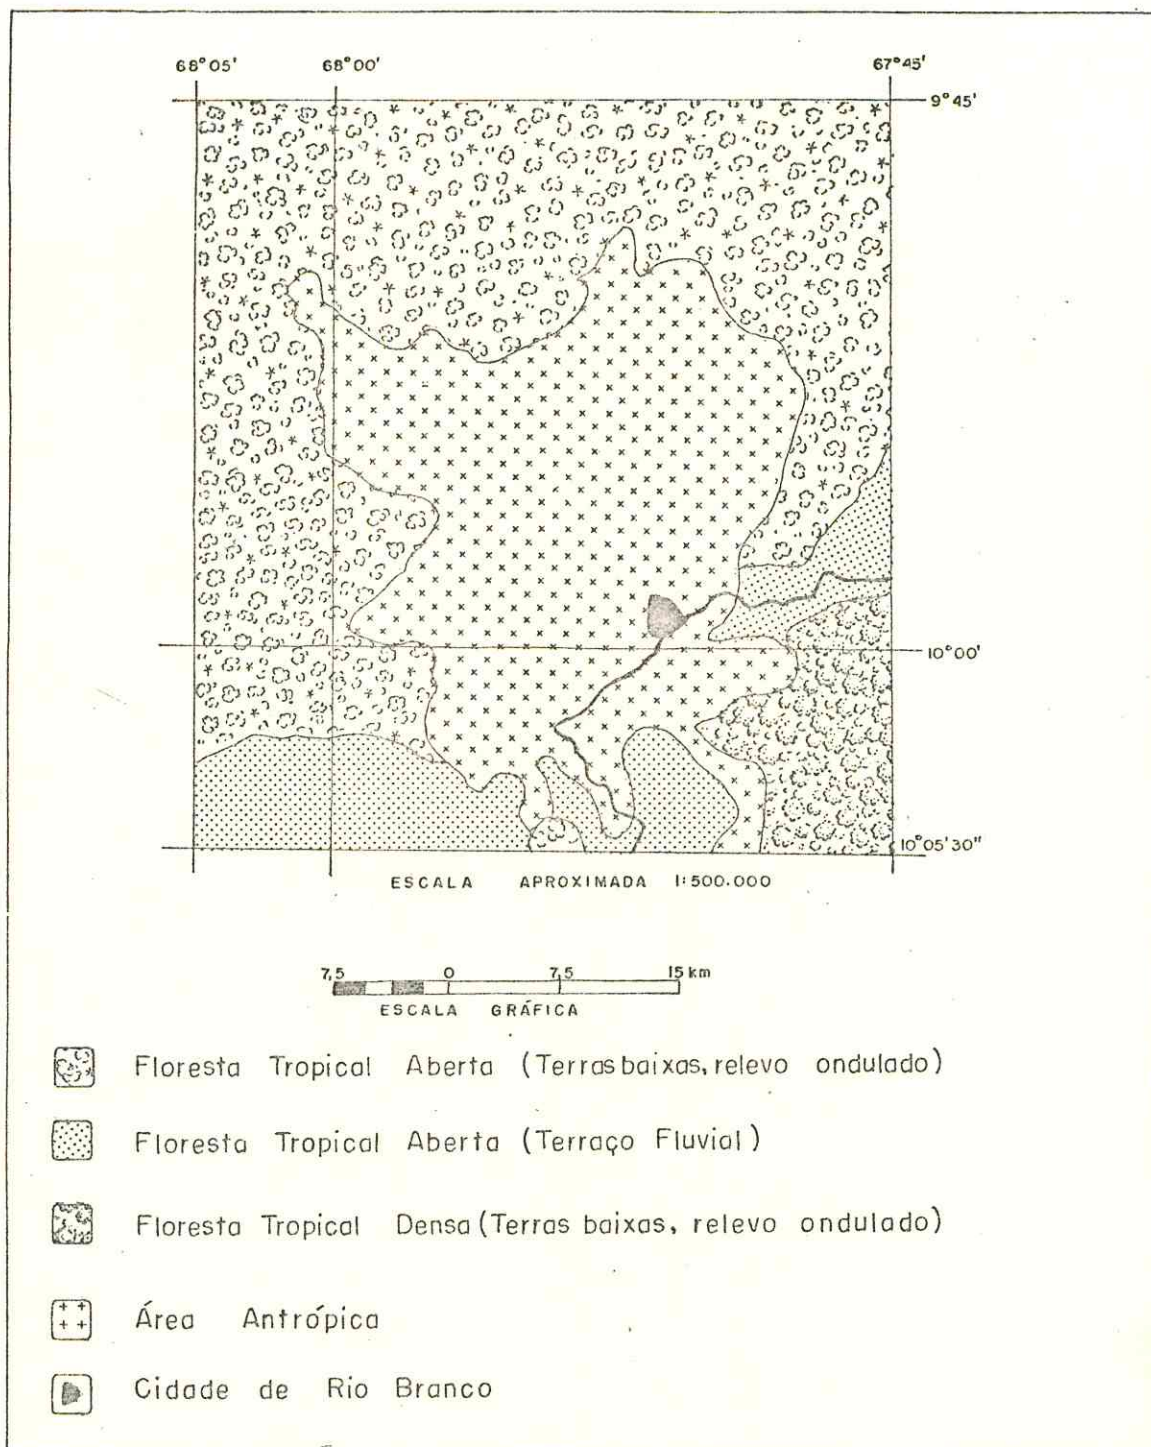 68°05' 68°00' 67°45'
9°45'
10°00'
10°05'30"
ESCALA APROXIMADA 1:500.000
7,5 0 7,5 15 km
ESCALA GRÁFICA
Floresta Tropical Aberta (Terras baixas, relevo ondulado)
Floresta Tropical Aberta (Terraço Fluvial)
Floresta Tropical Densa (Terras baixas, relevo ondulado)
Área Antrópica
Cidade de Rio Branco